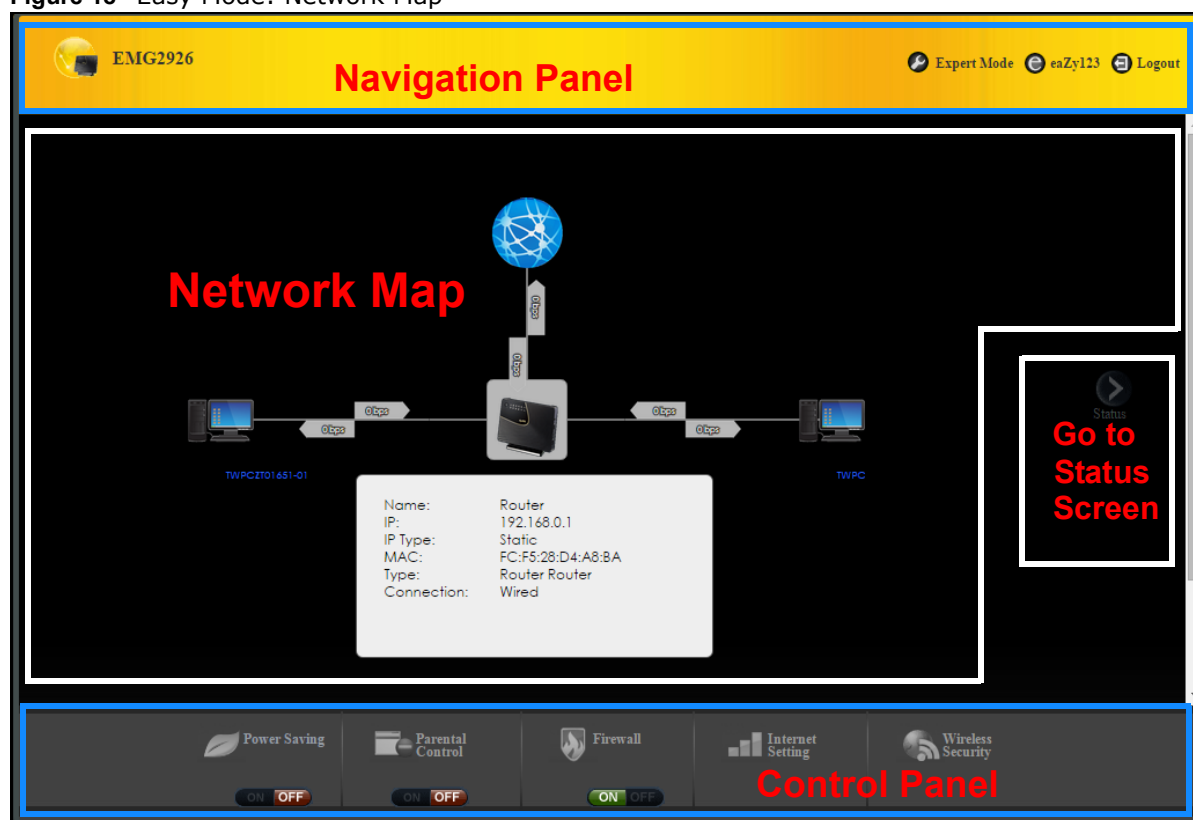 Figure 18 Easy Mode: Network Map
EMG2926
Navigation Panel
Expert Mode
eaZy123
Logout
Network Map
0 bps
0 bps
0 bps
0 bps
0 bps
0 bps
TWPCZT01651-01
TWPC
Status
Go to
Status
Screen
Name: Router
IP: 192.168.0.1
IP Type: Static
MAC: FC:F5:28:D4:A8:BA
Type: Router Router
Connection: Wired
Power Saving
Parental
Control
Firewall
Internet
Setting
Wireless
Security
ON OFF
ON OFF
ON OFF
Control Panel